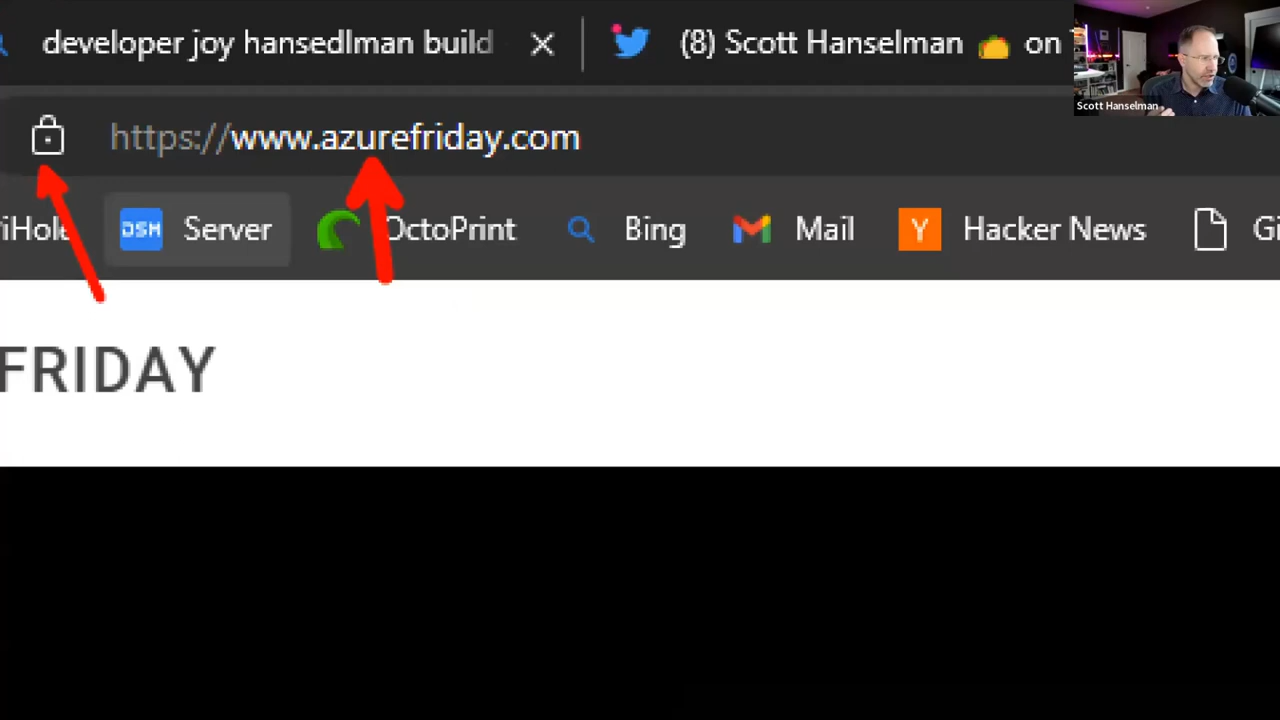 developer joy hansedlman build
(8) Scott Hanselman 🌮 on
Scott Hanselman
https://www.azurefriday.com
iHole
DSM Server
OctoPrint
Bing
Mail
Y Hacker News
Gi
FRIDAY